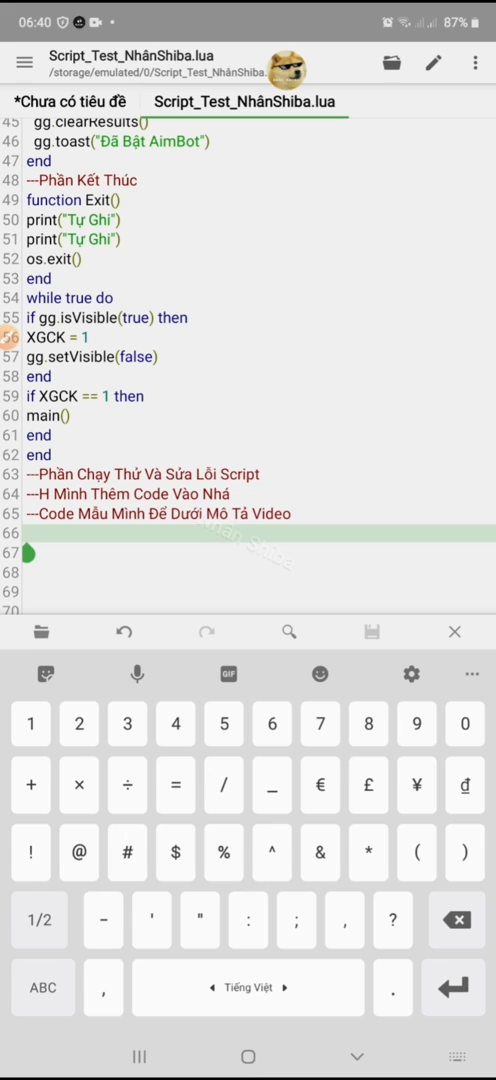 06:40
87%
Script_Test_NhânShiba.lua
/storage/emulated/0/Script_Test_NhânShiba.
*Chưa có tiêu đề Script_Test_NhânShiba.lua
45 gg.clearResults()
46 gg.toast("Đã Bật AimBot")
47 end
48 ---Phần Kết Thúc
49 function Exit()
50 print("Tự Ghi")
51 print("Tự Ghi")
52 os.exit()
53 end
54 while true do
55 if gg.isVisible(true) then
56 XGCK = 1
57 gg.setVisible(false)
58 end
59 if XGCK == 1 then
60 main()
61 end
62 end
63 ---Phần Chạy Thử Và Sửa Lỗi Script
64 ---H Mình Thêm Code Vào Nhá
65 ---Code Mẫu Mình Để Dưới Mô Tả Video
66
67
68
69
70
Nhân Shiba
GIF
1 2 3 4 5 6 7 8 9 0
+ × ÷ = / _ € £ ¥ ₫
! @ # $ % ^ & * ( )
1/2 - ' " : ; , ?
ABC , Tiếng Việt .